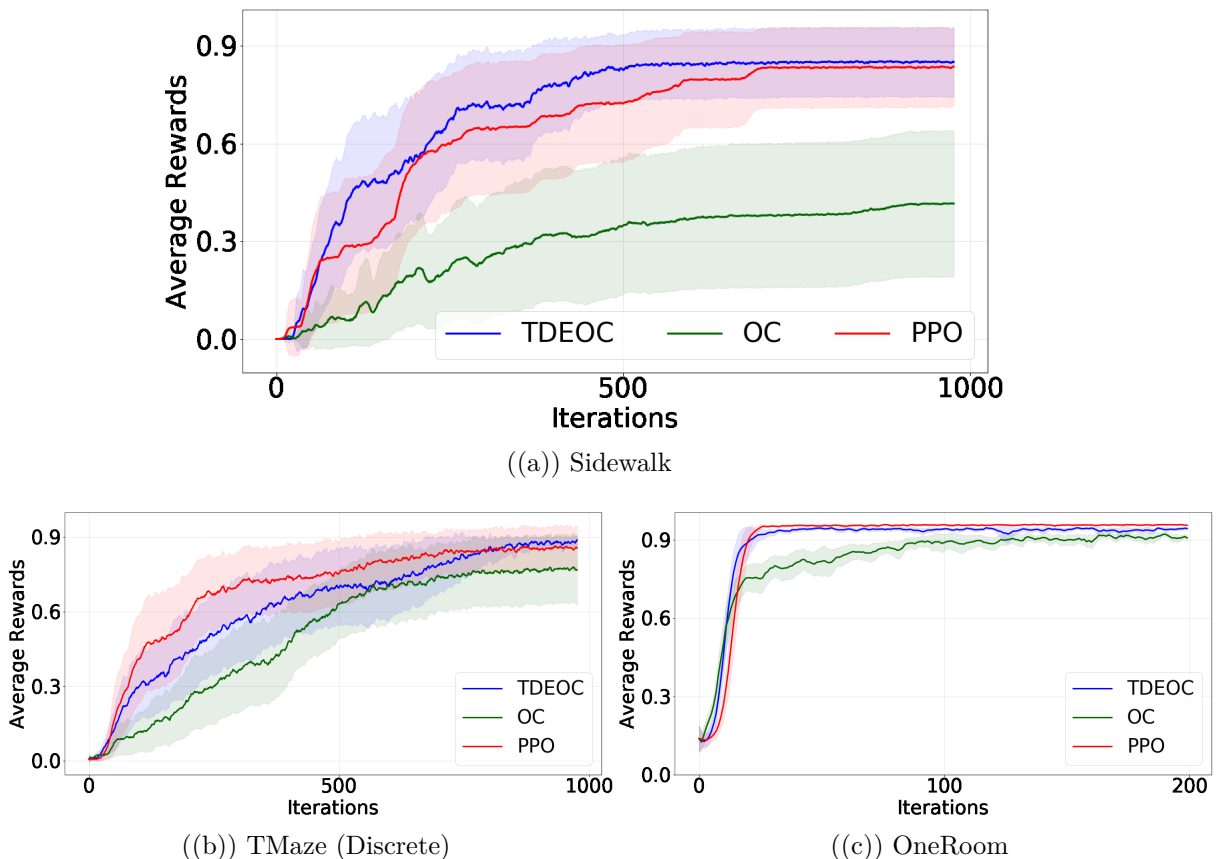 Average Rewards
0.9
0.6
0.3
0.0
TDEOC OC PPO
0 500 1000
Iterations
((a)) Sidewalk
Average Rewards
0.9
0.6
0.3
0.0
TDEOC
OC
PPO
0 500 1000
Iterations
((b)) TMaze (Discrete)
Average Rewards
0.9
0.6
0.3
0.0
TDEOC
OC
PPO
0 100 200
Iterations
((c)) OneRoom